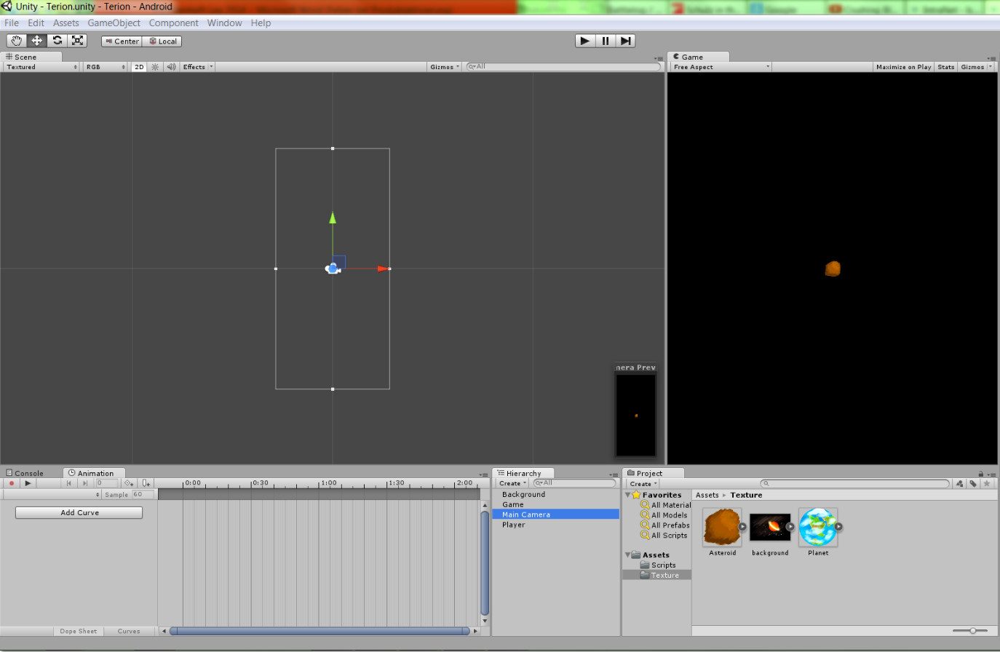 Unity - Terion.unity - Terion - Android
File Edit Assets GameObject Component Window Help
Center Local
Scene
Textured RGB 2D Effects Gizmos All
Game
Free Aspect Maximize on Play Stats Gizmos
nera Prev
Console Animation
0 0:00 0:30 1:00 1:30 2:00
Sample 60
Add Curve
Dope Sheet Curves
Hierarchy
Create All
Background
Game
Main Camera
Player
Project
Create
Favorites
All Material
All Models
All Prefabs
All Scripts
Assets
Scripts
Texture
Assets Texture
Asteroid background Planet